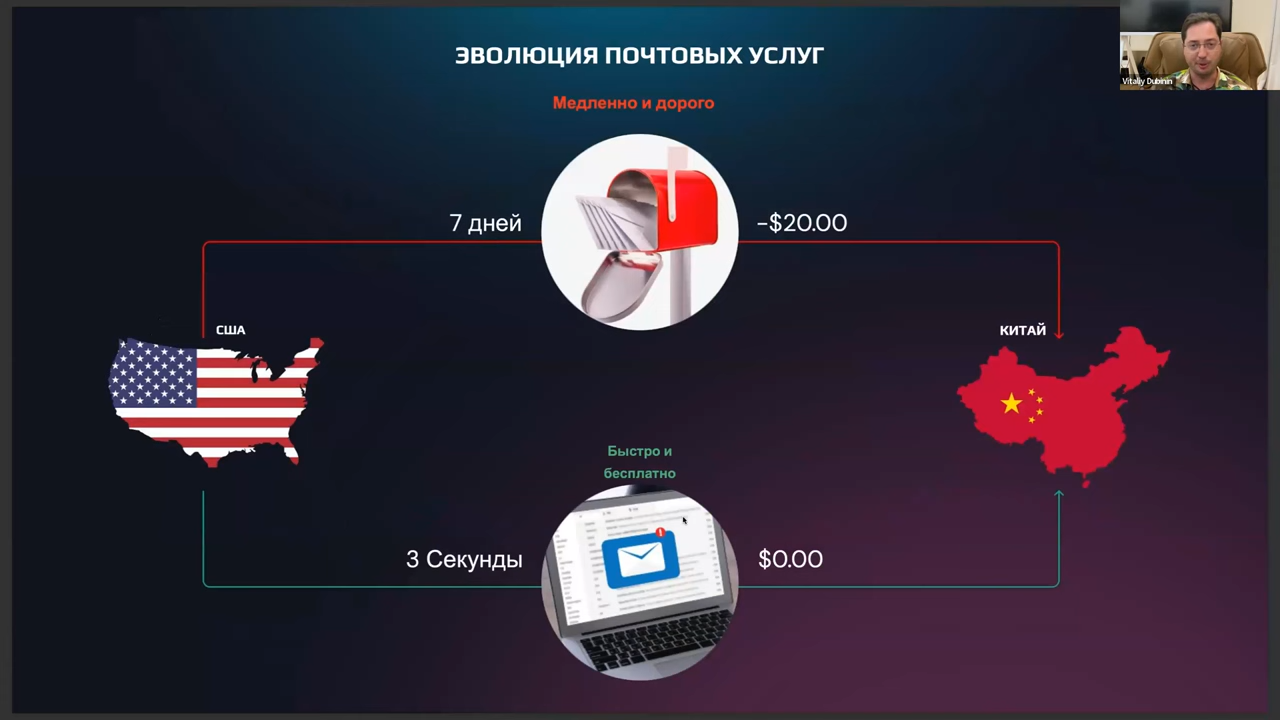 ЭВОЛЮЦИЯ ПОЧТОВЫХ УСЛУГ
Vitaliy Dubinin
Медленно и дорого
7 дней
-$20.00
США
КИТАЙ
Быстро и
бесплатно
1
3 Секунды
$0.00